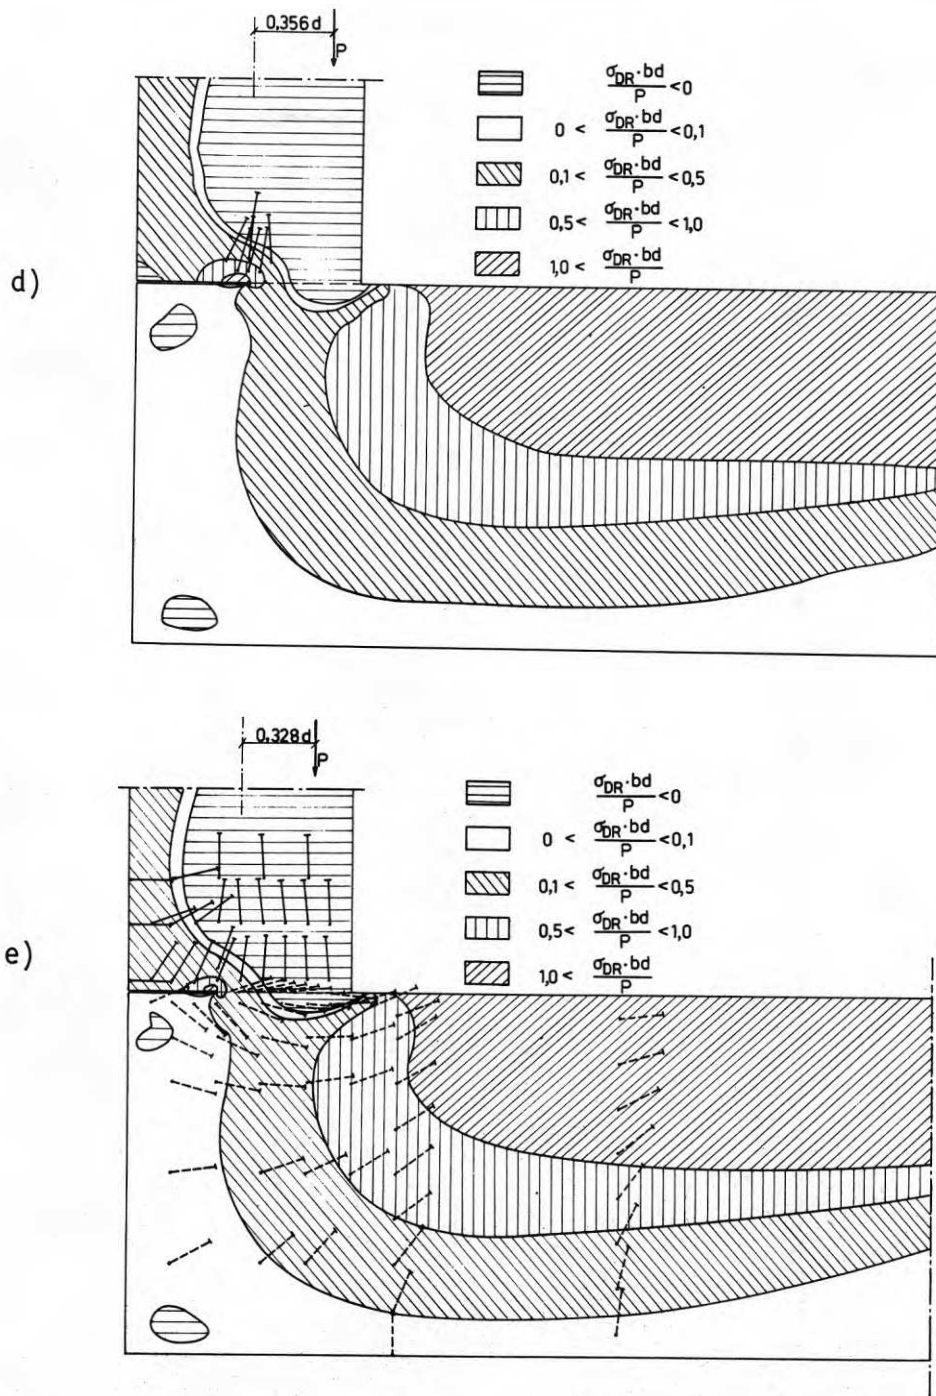 0,356d
P
σDR·bd
P <0
0 < σDR·bd
P <0,1
0,1 < σDR·bd
P <0,5
0,5< σDR·bd
P <1,0
1,0 < σDR·bd
P
d)
0,328d
P
σDR·bd
P <0
0 < σDR·bd
P <0,1
0,1 < σDR·bd
P <0,5
0,5< σDR·bd
P <1,0
1,0 < σDR·bd
P
e)